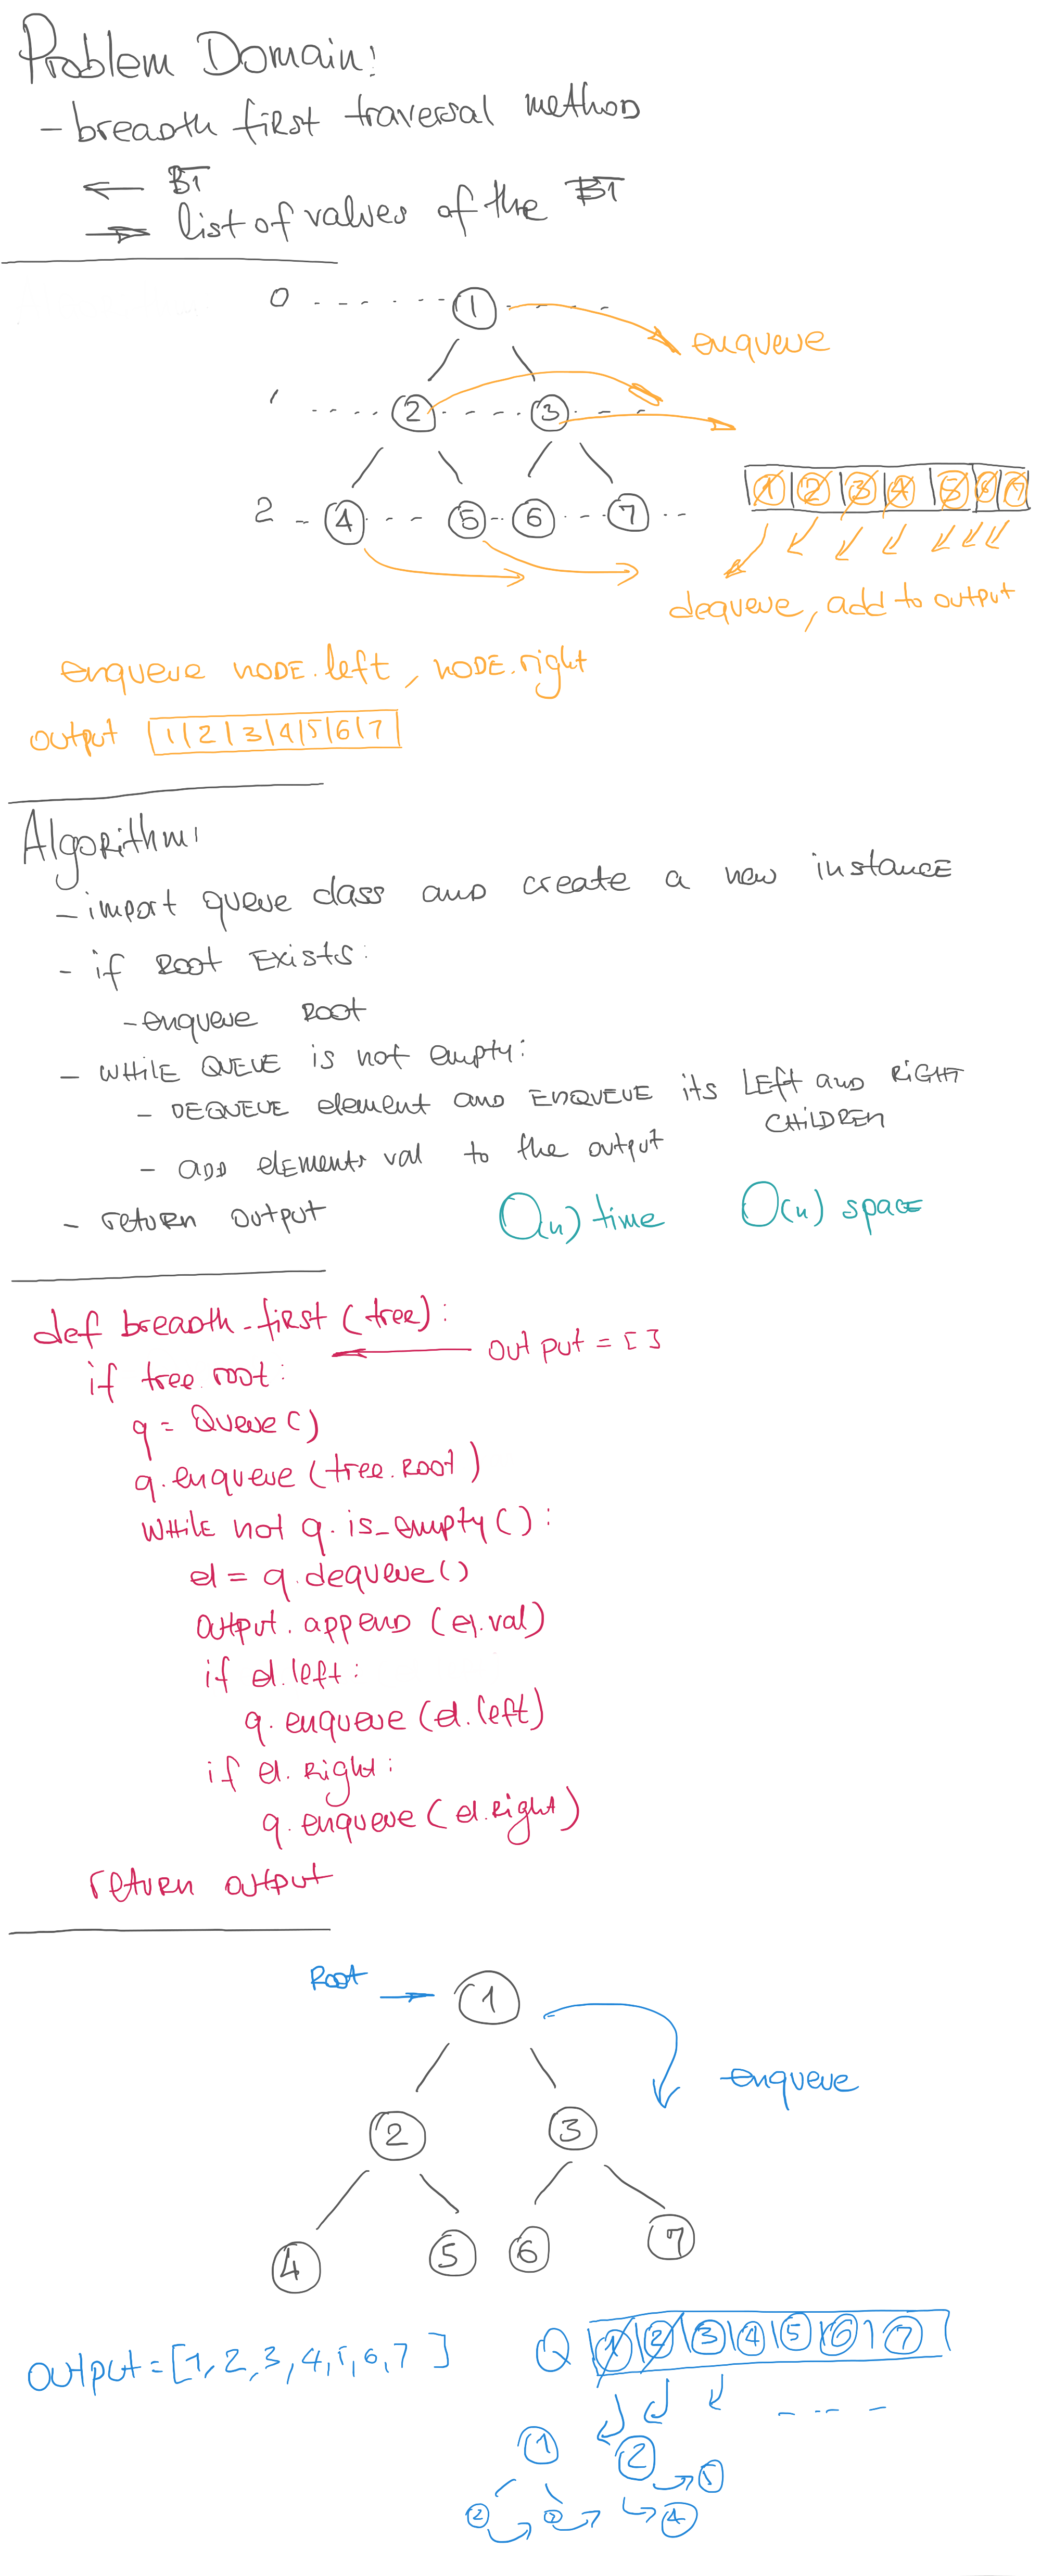 Problem Domain:
- breadth first traversal method
← BT
→ list of values of the BT
0 1
enqueue
1 2 3
1 2 3 4 5 6 7
2 4 5 6 7
dequeue, add to output
enqueue NODE.left, NODE.right
output 1 2 3 4 5 6 7
Algorithm:
- import queue class and create a new instance
- if Root Exists:
- enqueue Root
- while QUEUE is not empty:
- DEQUEUE element and ENQUEUE its LEFT and RIGHT CHILDREN
- add elements val to the output
- return output
O(n) time O(n) space
def breadth_first (tree):
output = []
if tree.root:
q = Queue()
q.enqueue (tree.Root)
while not q.is_empty():
el = q.dequeue()
output.append (el.val)
if el.left:
q.enqueue (el.left)
if el.right:
q.enqueue (el.right)
return output
Root → 1
enqueue
2 3
4 5 6 7
output = [1, 2, 3, 4, 5, 6, 7]
Q 1 2 3 4 5 6 7
1 2 5
2 3 4